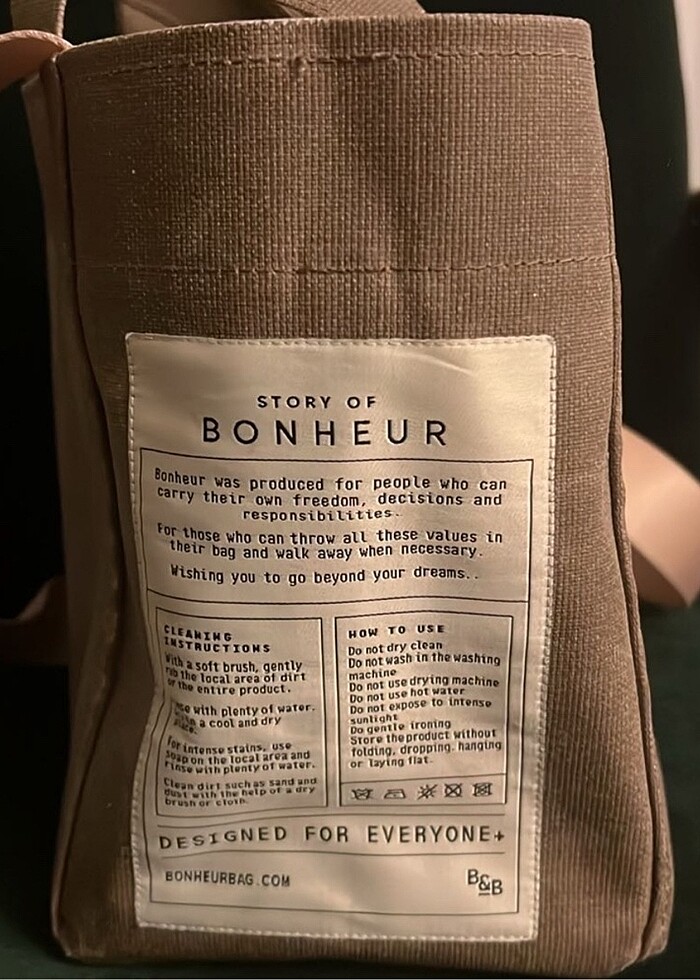 STORY OF
BONHEUR
Bonheur was produced for people who can
carry their own freedom, decisions and
responsibilities.
For those who can throw all these values in
their bag and walk away when necessary.
Wishing you to go beyond your dreams..
CLEANING
INSTRUCTIONS
With a soft brush, gently
rub the local area of dirt
or the entire product.
with plenty of water.
a cool and dry
place.
For intense stains, use
soap on the local area and
rinse with plenty of water.
Clean dirt such as sand and
dust with the help of a dry
brush or cloth.
HOW TO USE
Do not dry clean
Do not wash in the washing
machine
Do not use drying machine
Do not use hot water
Do not expose to intense
sunlight
Do gentle ironing
Store the product without
folding, dropping, hanging
or laying flat.
DESIGNED FOR EVERYONE+
BONHEURBAG.COM
B&B